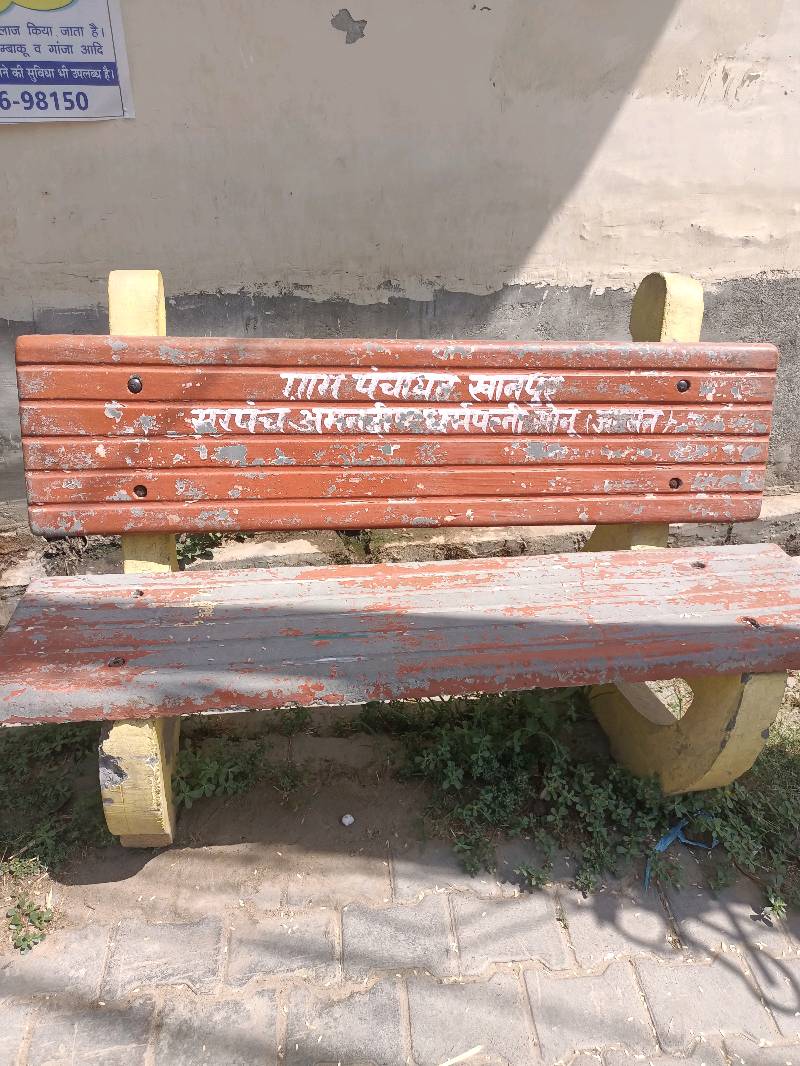 लाज किया जाता है।
म्बाकू व गांजा आदि
ने की सुविधा भी उपलब्ध है।
6-98150
ग्राम पंचायत खानपुर
सरपंच अमनदीप धर्मपत्नी सोनू